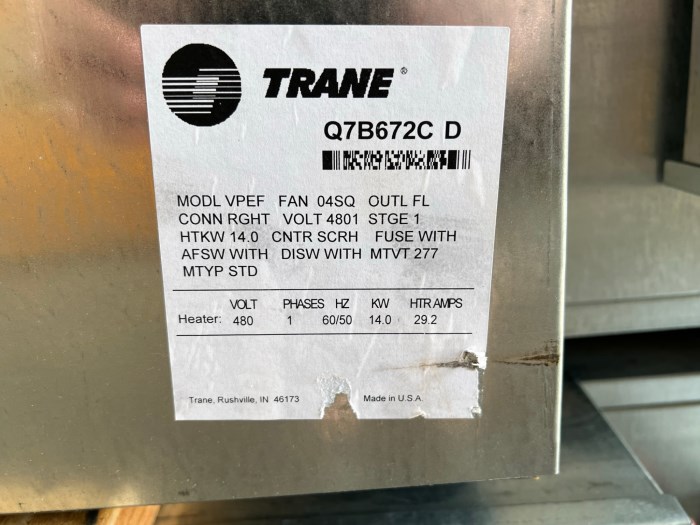 TRANE®
Q7B672C D
MODL VPEF FAN 04SQ OUTL FL
CONN RGHT VOLT 4801 STGE 1
HTKW 14.0 CNTR SCRH FUSE WITH
AFSW WITH DISW WITH MTVT 277
MTYP STD
VOLT PHASES HZ KW HTR AMPS
Heater: 480 1 60/50 14.0 29.2
Trane, Rushville, IN 46173 Made in U.S.A.